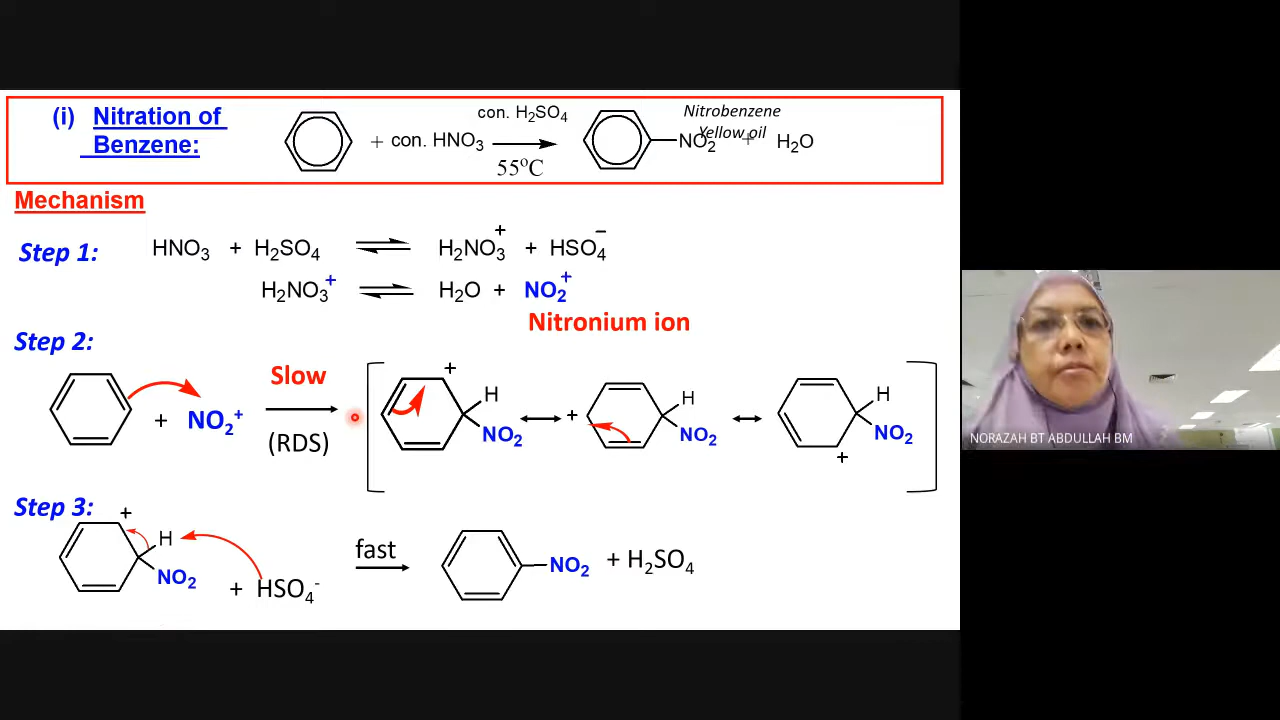 (i) Nitration of
Benzene:
+ con. HNO₃
con. H₂SO₄
55°C
Nitrobenzene
Yellow oil
NO₂ + H₂O
Mechanism
Step 1:
HNO₃ + H₂SO₄ ⇌ H₂NO₃⁺ + HSO₄⁻
H₂NO₃⁺ ⇌ H₂O + NO₂⁺
Nitronium ion
Step 2:
+ NO₂⁺
Slow
(RDS)
+
H
NO₂
+
H
NO₂
H
NO₂
+
Step 3:
+
H
NO₂
+ HSO₄⁻
fast
NO₂ + H₂SO₄
NORAZAH BT ABDULLAH BM